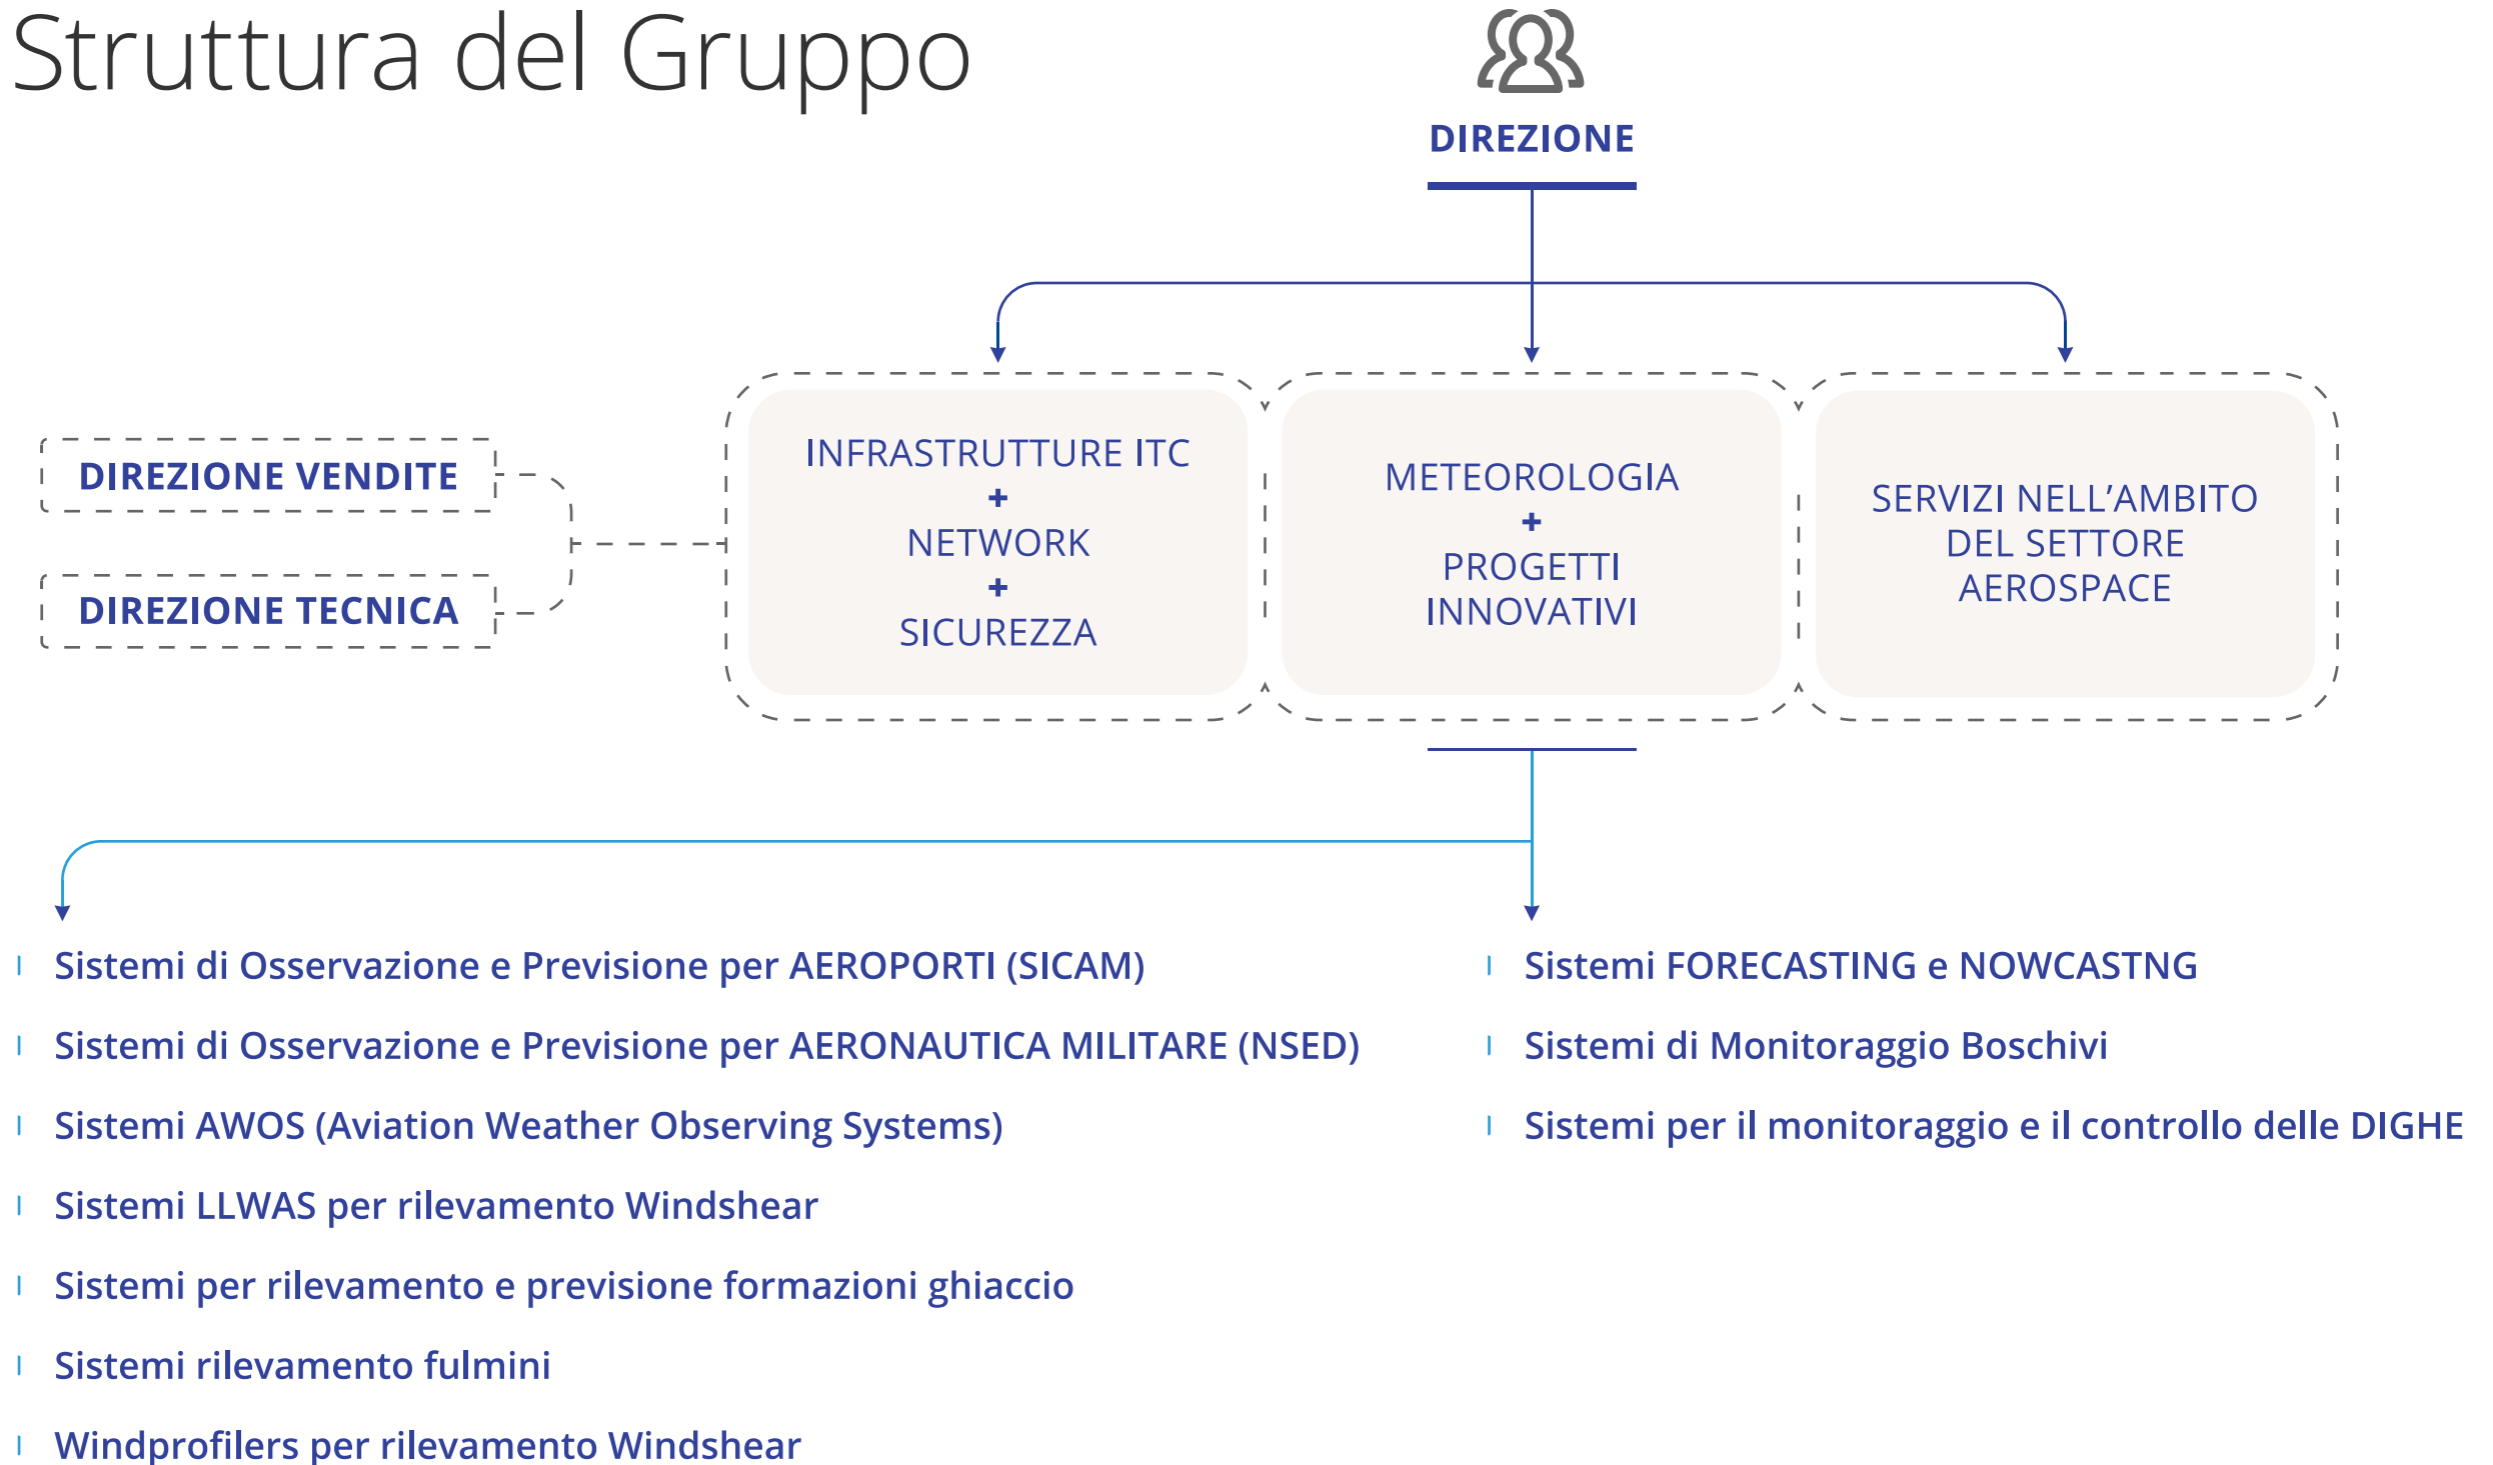 Struttura del Gruppo
DIREZIONE
DIREZIONE VENDITE
DIREZIONE TECNICA
INFRASTRUTTURE ITC
+
NETWORK
+
SICUREZZA
METEOROLOGIA
+
PROGETTI
INNOVATIVI
SERVIZI NELL’AMBITO
DEL SETTORE
AEROSPACE
Sistemi di Osservazione e Previsione per AEROPORTI (SICAM)
Sistemi di Osservazione e Previsione per AERONAUTICA MILITARE (NSED)
Sistemi AWOS (Aviation Weather Observing Systems)
Sistemi LLWAS per rilevamento Windshear
Sistemi per rilevamento e previsione formazioni ghiaccio
Sistemi rilevamento fulmini
Windprofilers per rilevamento Windshear
Sistemi FORECASTING e NOWCASTNG
Sistemi di Monitoraggio Boschivi
Sistemi per il monitoraggio e il controllo delle DIGHE